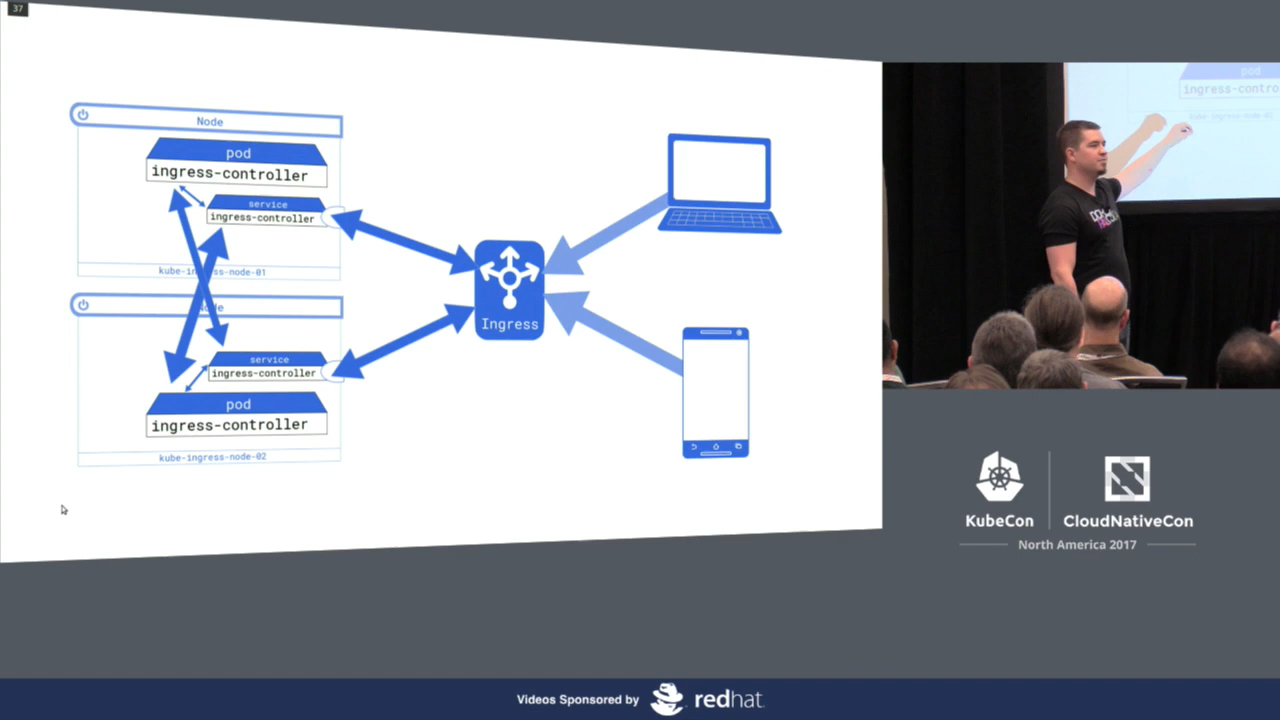 37
Node
pod
ingress-controller
service
ingress-controller
kube-ingress-node-01
service
ingress-controller
pod
ingress-controller
kube-ingress-node-02
Ingress
pod
ingress-contro
KubeCon
CloudNativeCon
North America 2017
Videos Sponsored by
redhat